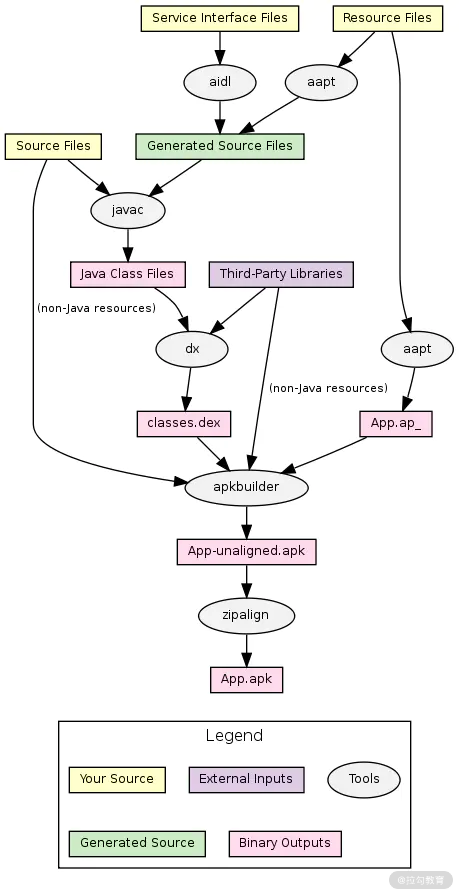 Service Interface Files
Resource Files
aidl
aapt
Source Files
Generated Source Files
javac
Java Class Files
Third-Party Libraries
(non-Java resources)
dx
aapt
(non-Java resources)
classes.dex
App.ap_
apkbuilder
App-unaligned.apk
zipalign
App.apk
Legend
Your Source
External Inputs
Tools
Generated Source
Binary Outputs
@拉勾教育